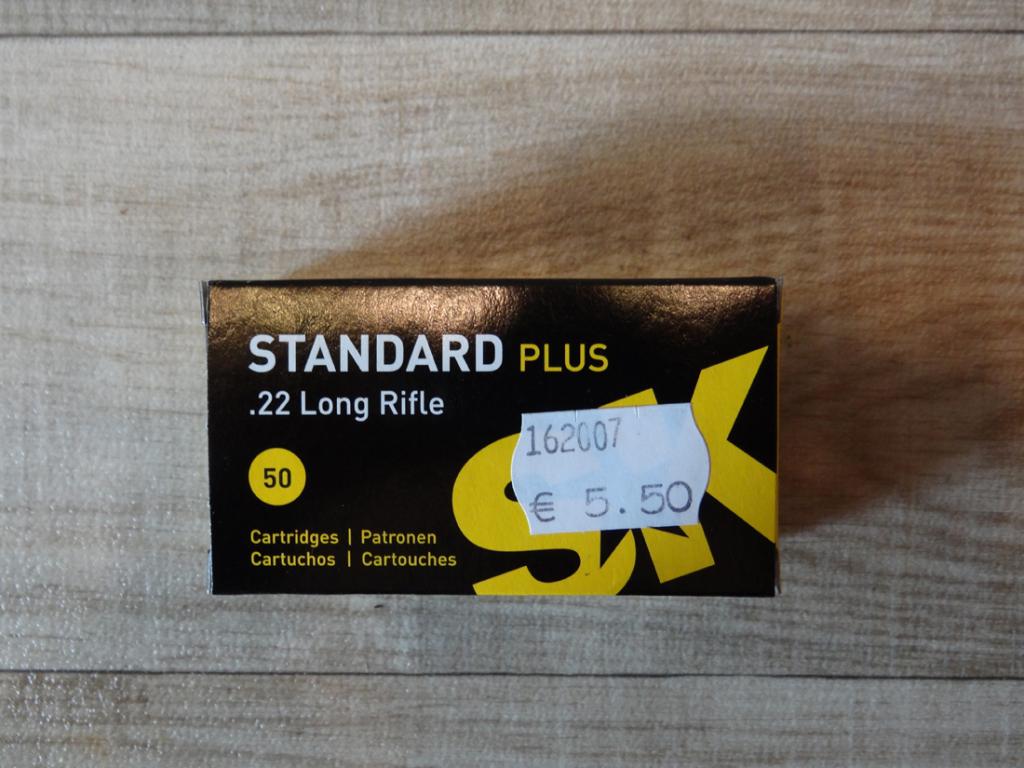 STANDARD PLUS
.22 Long Rifle
50
SK
162007
€ 5.50
Cartridges | Patronen
Cartuchos | Cartouches